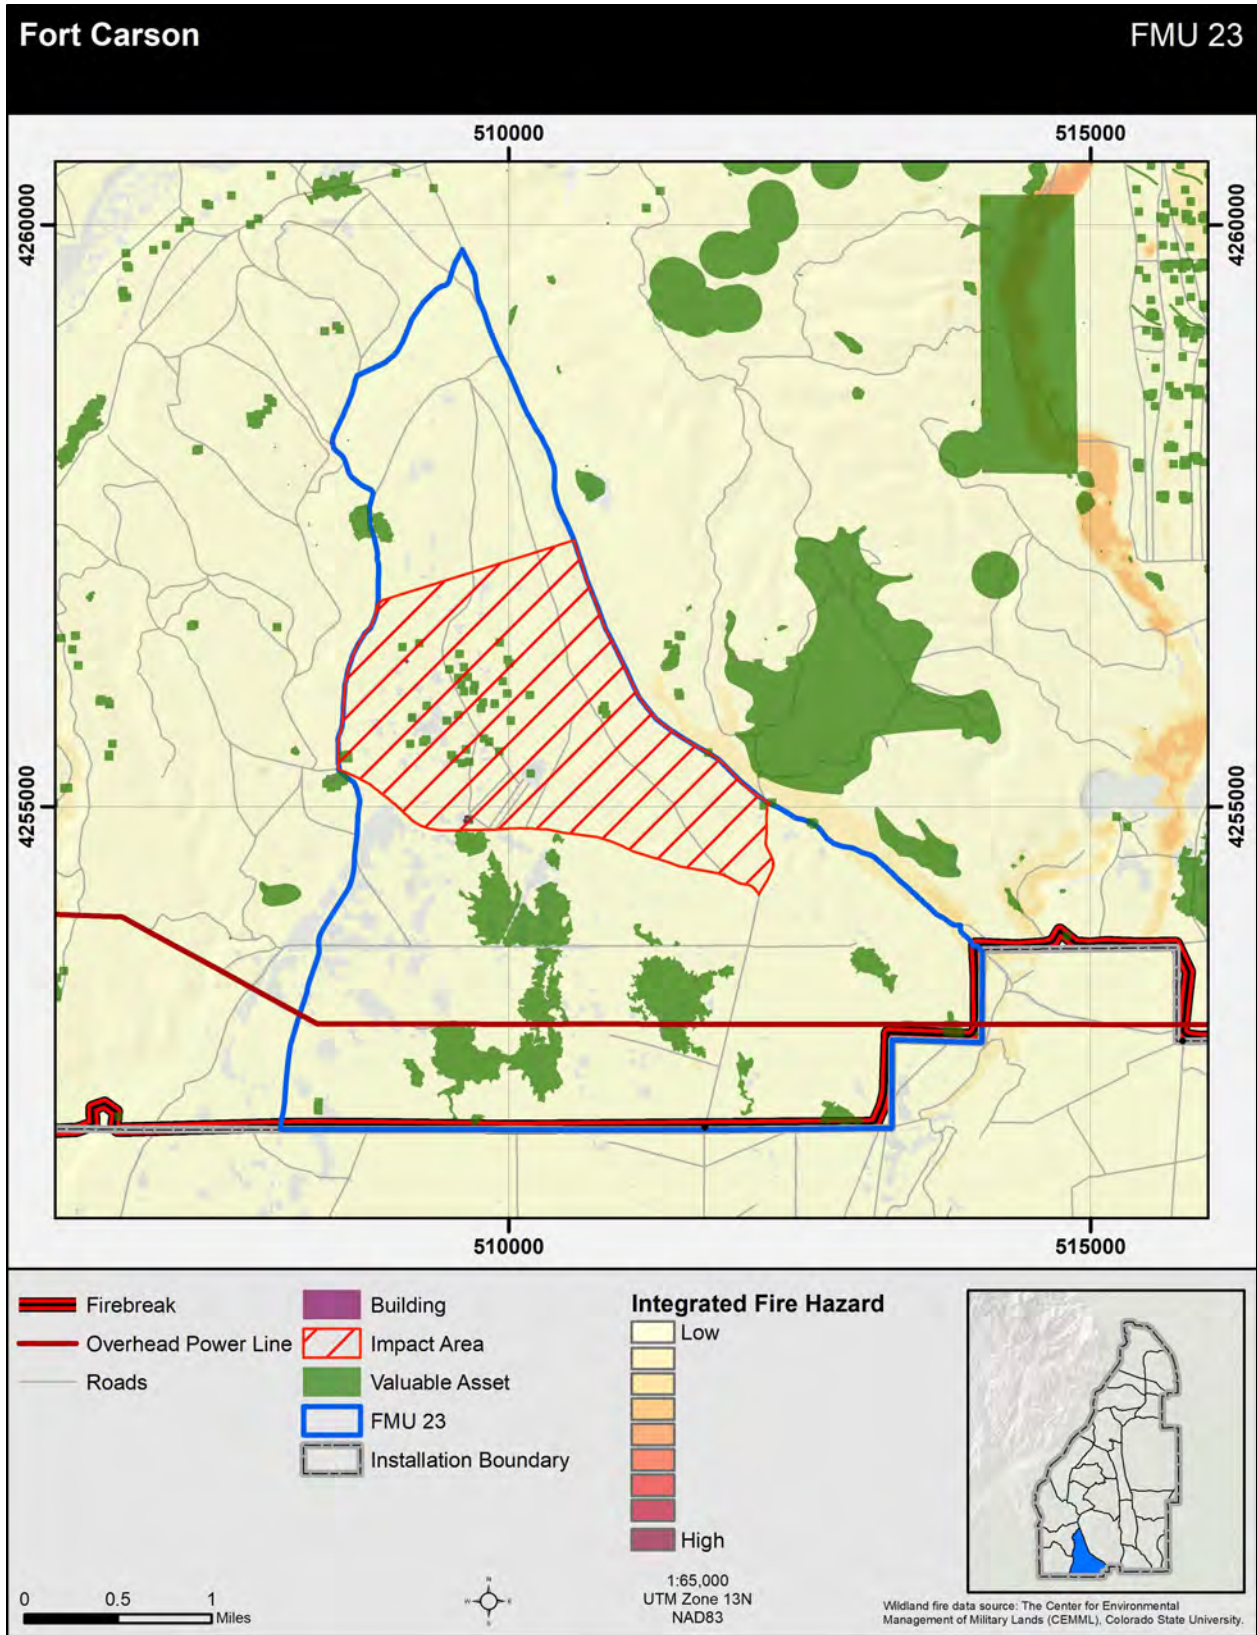 Fort Carson
FMU 23
510000
515000
4260000
4260000
4255000
4255000
510000
515000
Firebreak
Overhead Power Line
Roads
Building
Impact Area
Valuable Asset
FMU 23
Installation Boundary
Integrated Fire Hazard
Low
High
0 0.5 1
Miles
N
W
E
S
1:65,000
UTM Zone 13N
NAD83
Wildland fire data source: The Center for Environmental
Management of Military Lands (CEMML), Colorado State University.